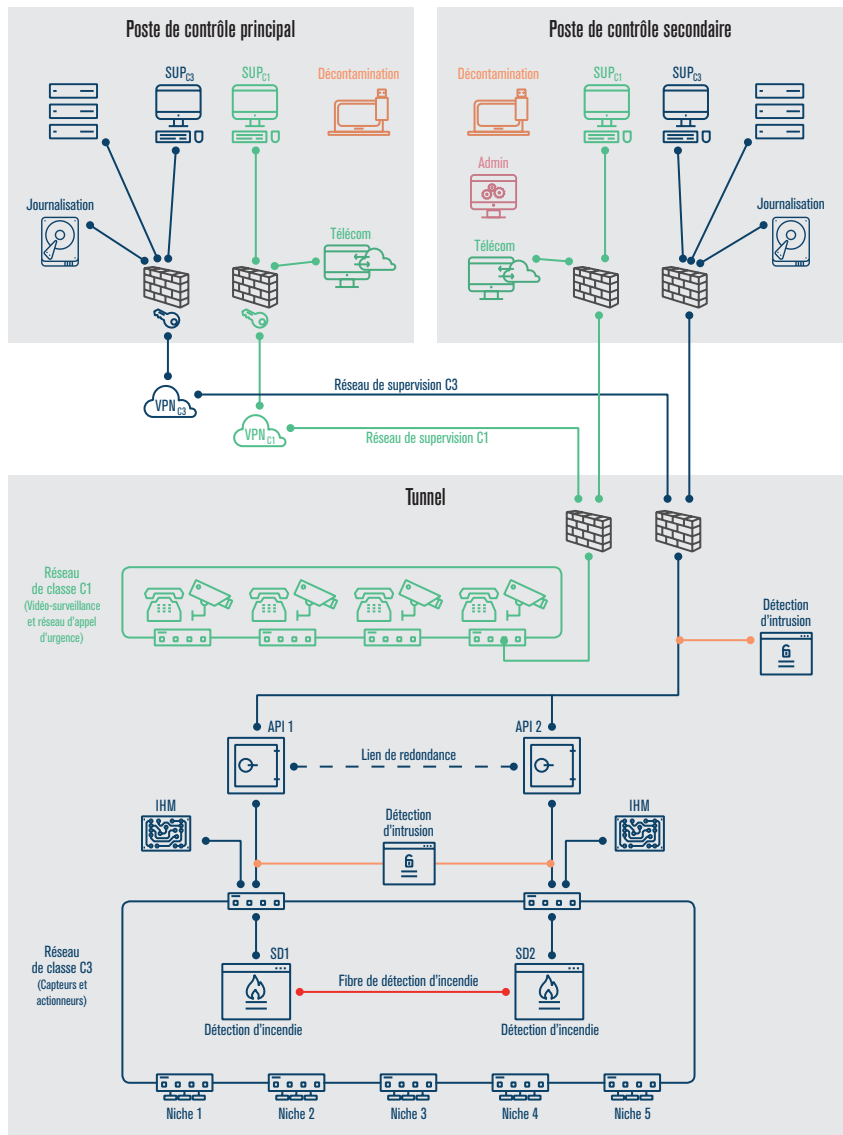 Poste de contrôle principal
SUPC3
SUPC1
Décontamination
Journalisation
Télécom
Poste de contrôle secondaire
Décontamination
SUPC1
SUPC3
Admin
Journalisation
Télécom
Réseau de supervision C3
VPNC3
VPNC1
Réseau de supervision C1
Tunnel
Réseau
de classe C1
(Vidéo-surveillance
et réseau d'appel
d'urgence)
Détection
d'intrusion
API 1
API 2
Lien de redondance
IHM
Détection
d'intrusion
IHM
Réseau
de classe C3
(Capteurs et
actionneurs)
SD1
SD2
Fibre de détection d'incendie
Détection d'incendie
Détection d'incendie
Niche 1
Niche 2
Niche 3
Niche 4
Niche 5